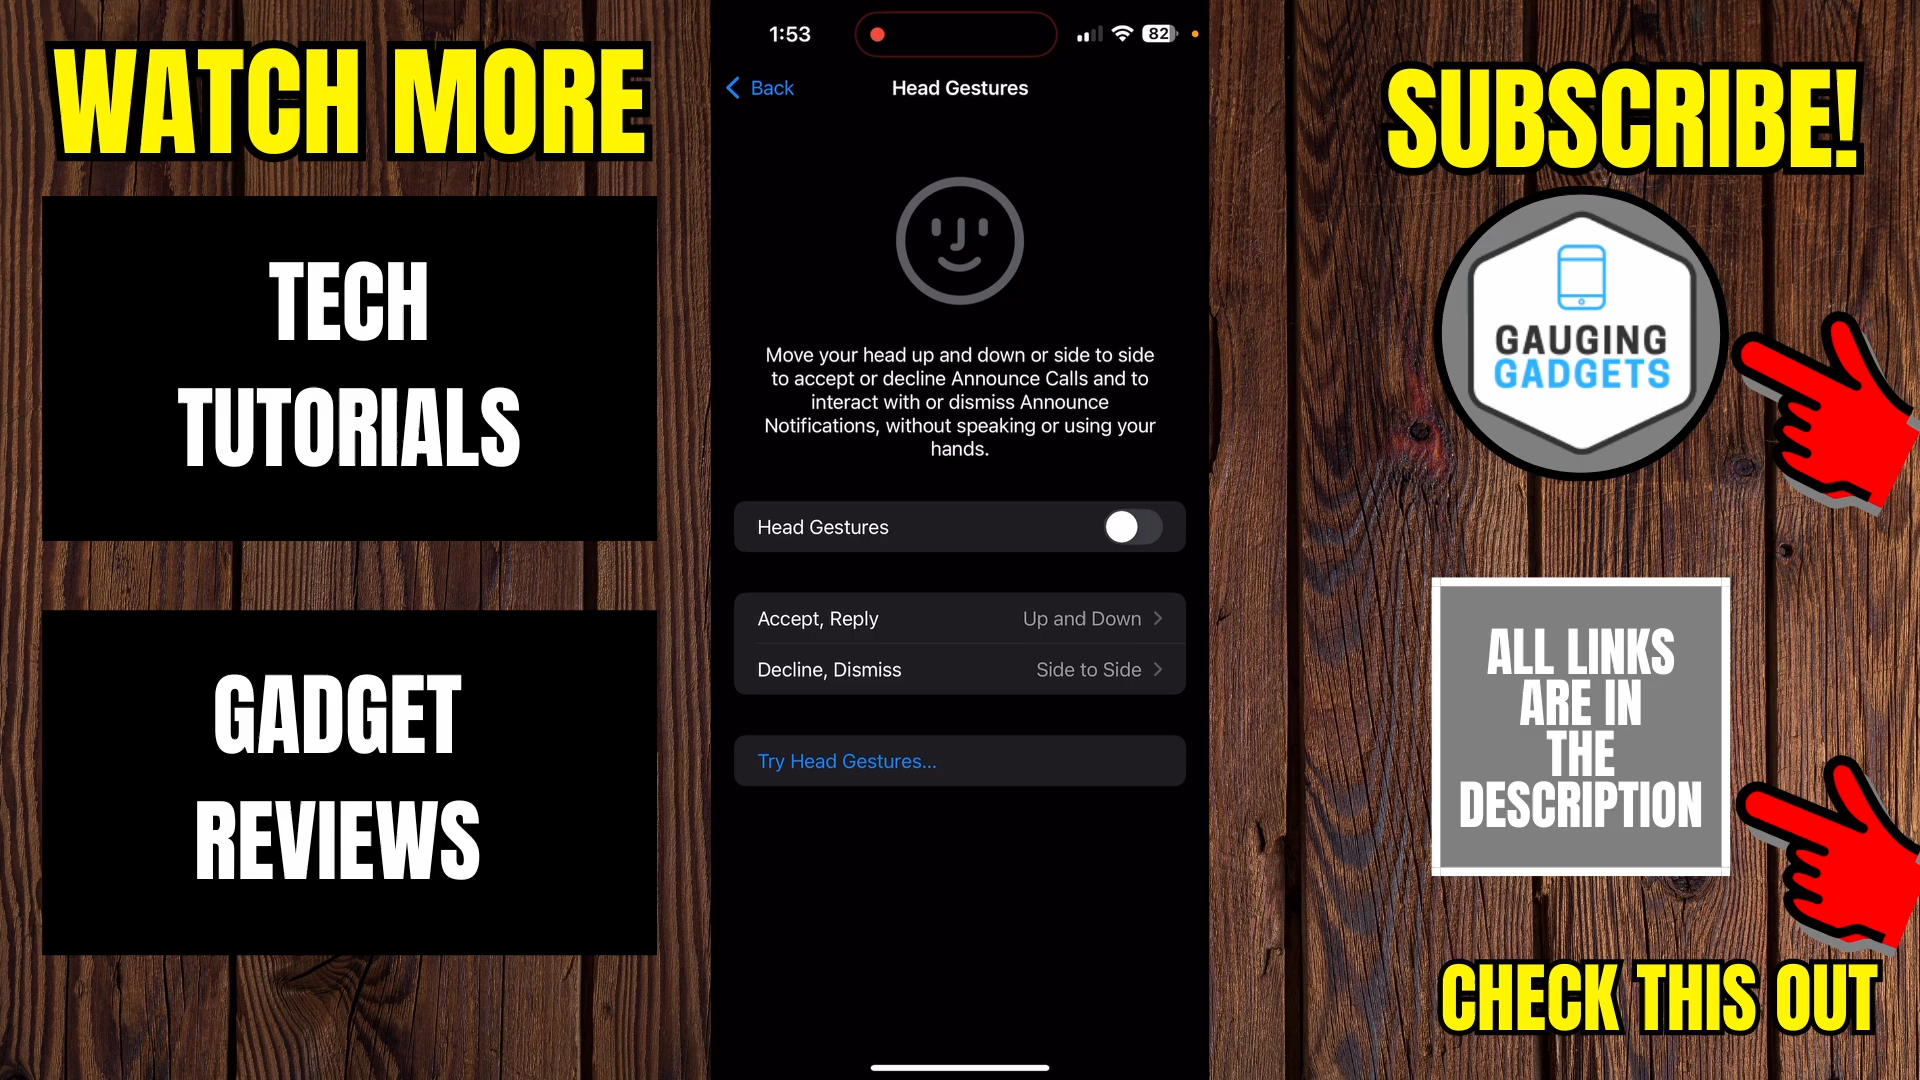 WATCH MORE
TECH
TUTORIALS
GADGET
REVIEWS
1:53
82
Back
Head Gestures
Move your head up and down or side to side
to accept or decline Announce Calls and to
interact with or dismiss Announce
Notifications, without speaking or using your
hands.
Head Gestures
Accept, Reply
Up and Down
Decline, Dismiss
Side to Side
Try Head Gestures...
SUBSCRIBE!
GAUGING
GADGETS
ALL LINKS
ARE IN
THE
DESCRIPTION
CHECK THIS OUT